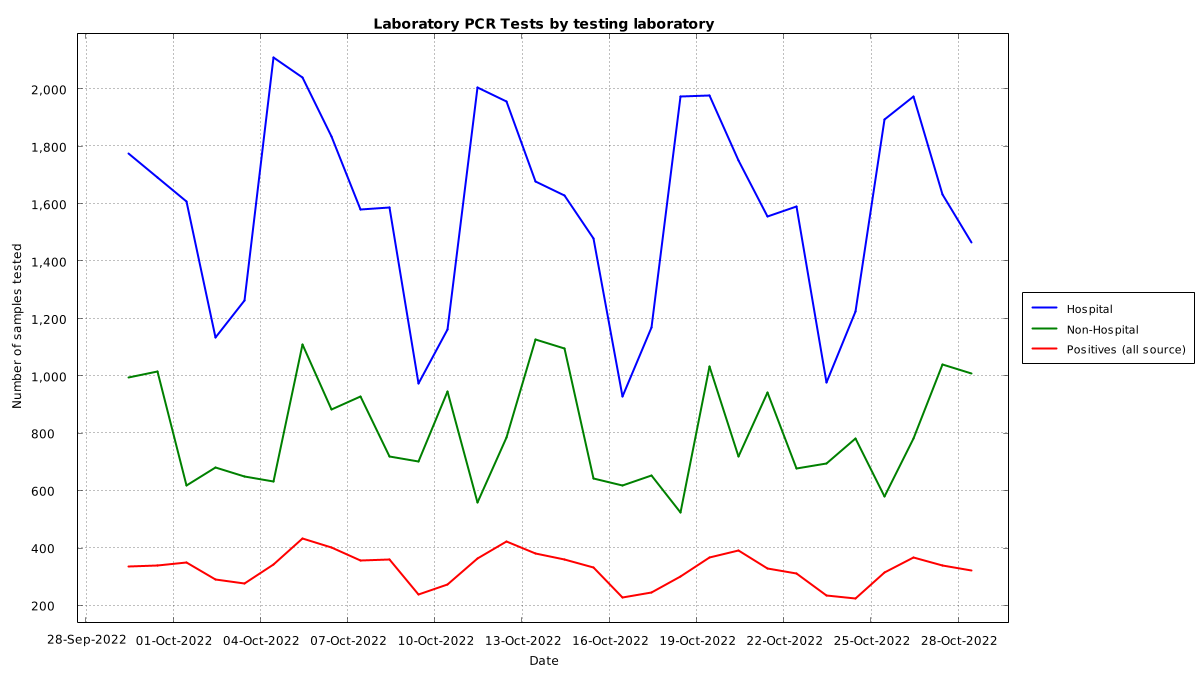 Laboratory PCR Tests by testing laboratory
Number of samples tested
2,000
1,800
1,600
1,400
1,200
1,000
800
600
400
200
28-Sep-2022 01-Oct-2022 04-Oct-2022 07-Oct-2022 10-Oct-2022 13-Oct-2022 16-Oct-2022 19-Oct-2022 22-Oct-2022 25-Oct-2022 28-Oct-2022
Date
Hospital
Non-Hospital
Positives (all source)